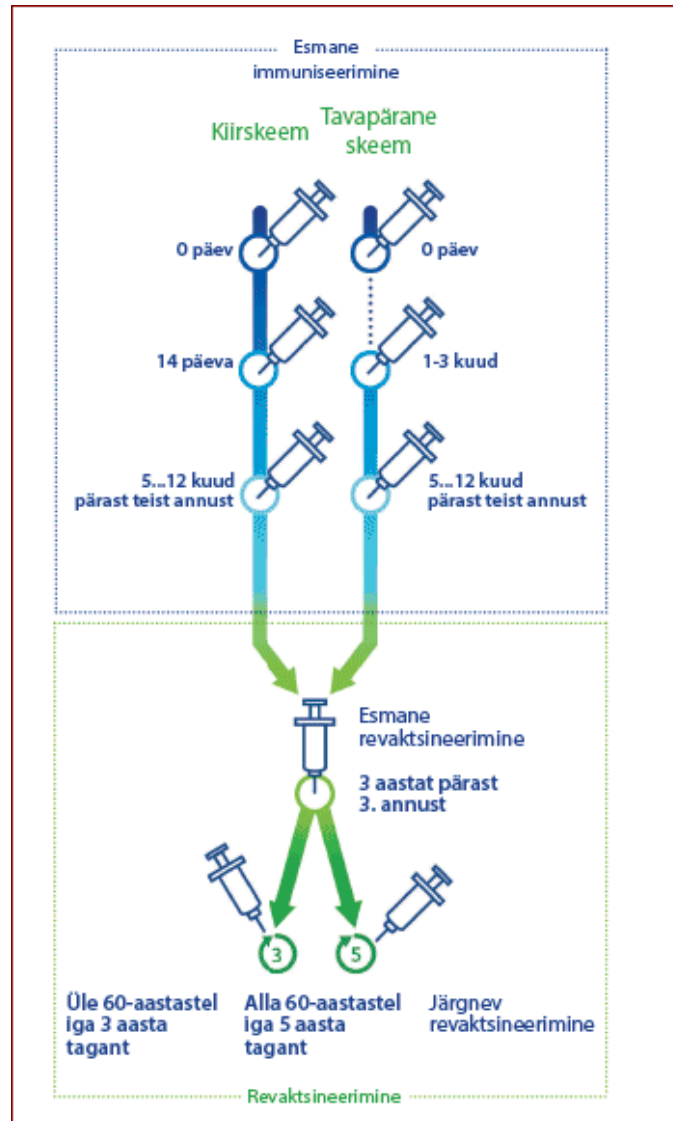 Esmane
immuniseerimine
Kiirskeem
Tavapärane
skeem
0 päev
0 päev
14 päeva
1-3 kuud
5...12 kuud
pärast teist annust
5...12 kuud
pärast teist annust
Esmane
revaktsineerimine
3 aastat pärast
3. annust
3
5
Üle 60-aastastel
iga 3 aasta
tagant
Alla 60-aastastel
iga 5 aasta
tagant
Järgnev
revaktsineerimine
Revaktsineerimine